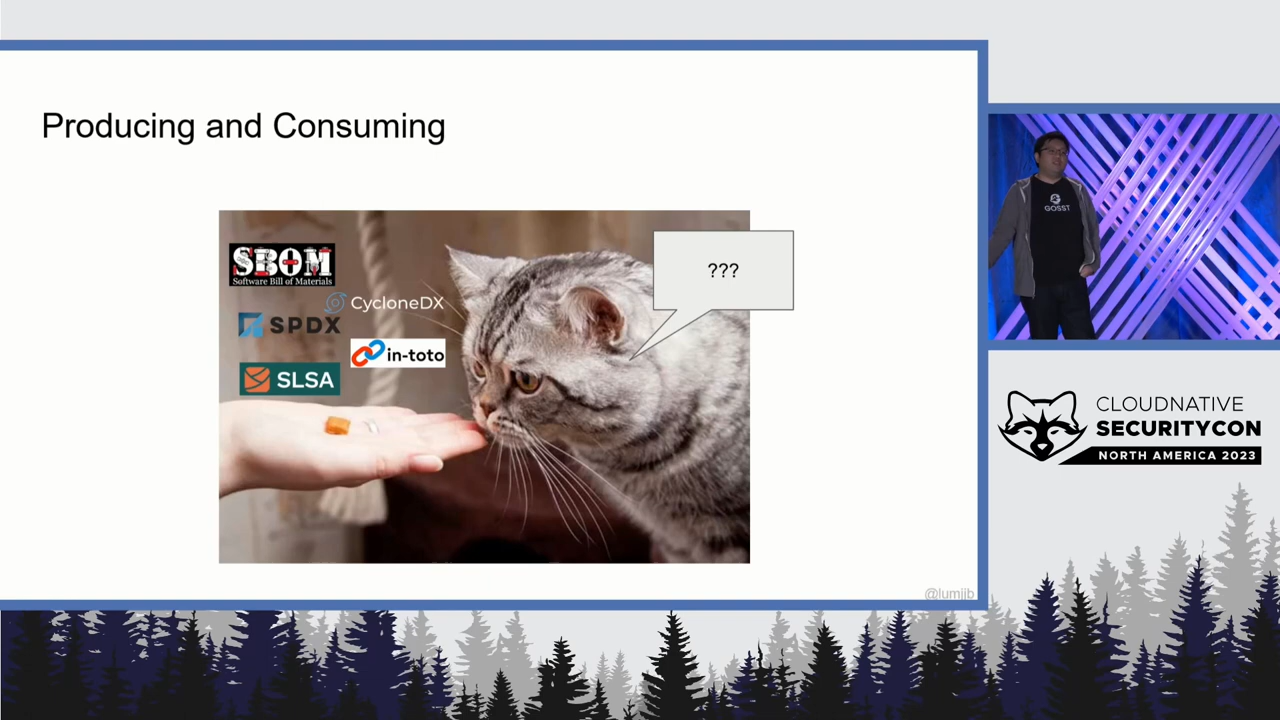 Producing and Consuming
SBOM
Software Bill of Materials
CycloneDX
SPDX
in-toto
SLSA
???
@lumjjb
GOSST
CLOUDNATIVE
SECURITYCON
NORTH AMERICA 2023